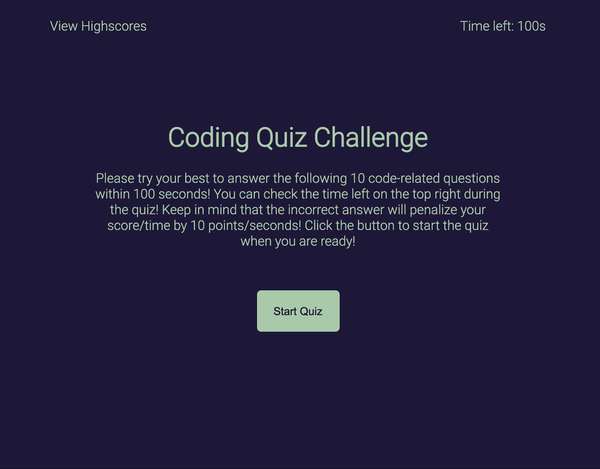 View Highscores
Time left: 100s
Coding Quiz Challenge
Please try your best to answer the following 10 code-related questions
within 100 seconds! You can check the time left on the top right during
the quiz! Keep in mind that the incorrect answer will penalize your
score/time by 10 points/seconds! Click the button to start the quiz
when you are ready!
Start Quiz